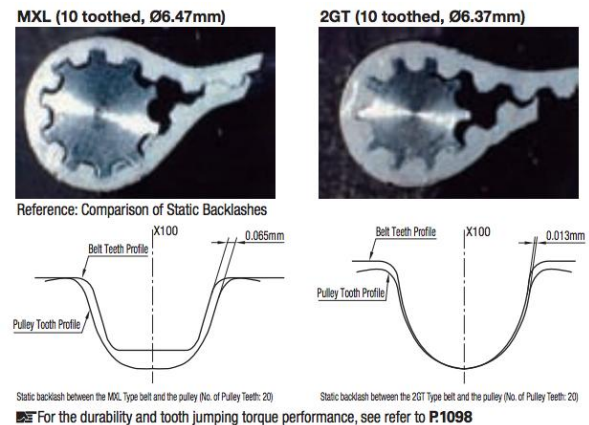 MXL (10 toothed, Ø6.47mm)
2GT (10 toothed, Ø6.37mm)
Reference: Comparison of Static Backlashes
X100
0.065mm
Belt Teeth Profile
Pulley Tooth Profile
X100
0.013mm
Belt Teeth Profile
Pulley Tooth Profile
Static backlash between the MXL Type belt and the pulley (No. of Pulley Teeth: 20)
Static backlash between the 2GT Type belt and the pulley (No. of Pulley Teeth: 20)
For the durability and tooth jumping torque performance, see refer to P.1098